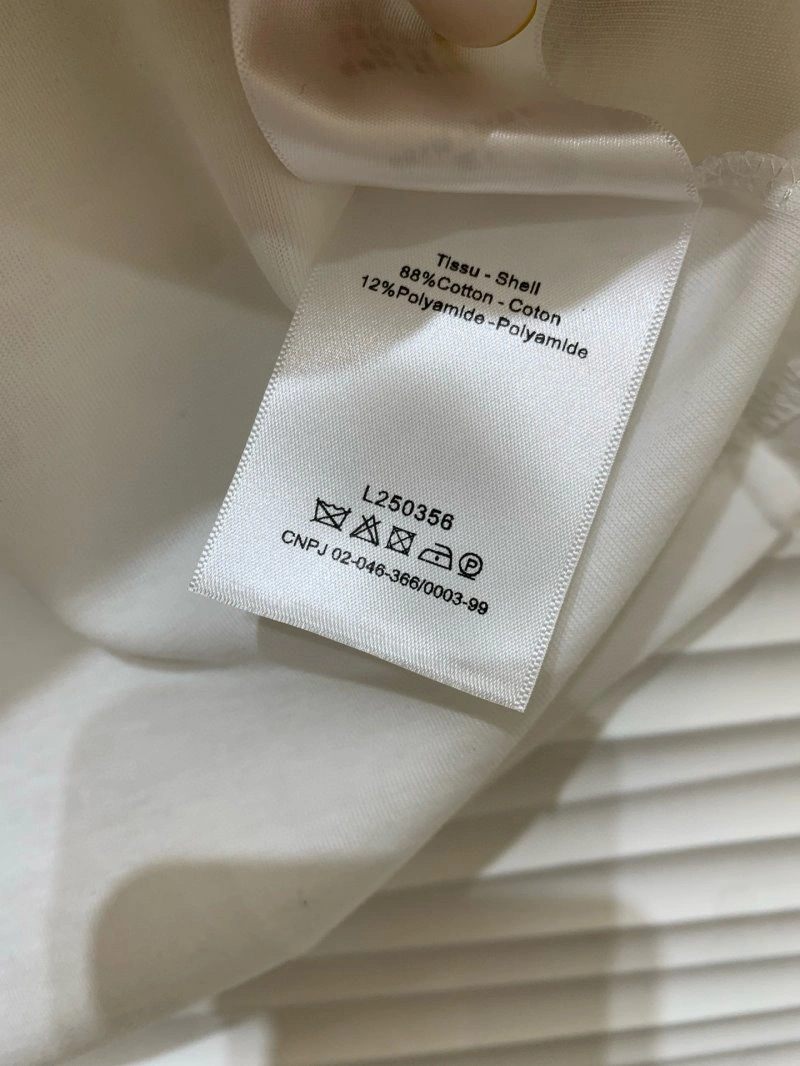 Tissu - Shell
88%Cotton - Coton
12%Polyamide -Polyamide
L250356
P
CNPJ 02-046-366/0003-99